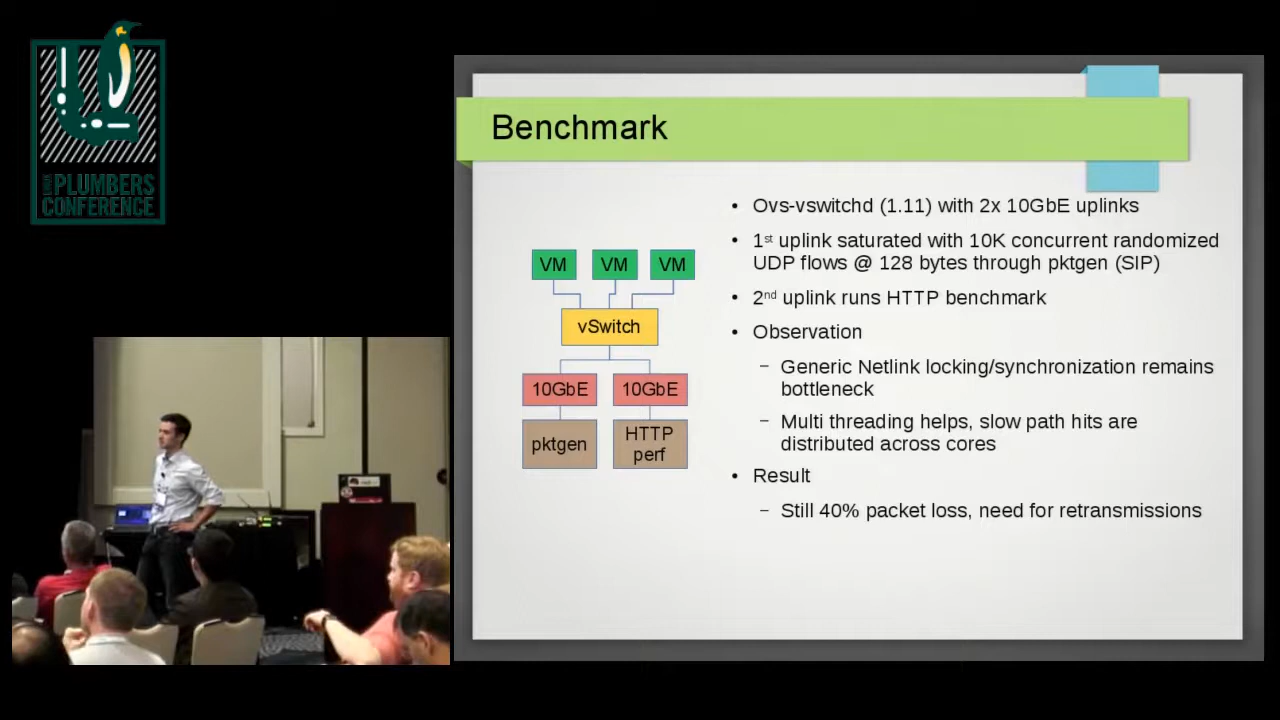 LINUX
PLUMBERS
CONFERENCE
Benchmark
VM VM VM
vSwitch
10GbE 10GbE
pktgen
HTTP
perf
• Ovs-vswitchd (1.11) with 2x 10GbE uplinks
• 1st uplink saturated with 10K concurrent randomized
UDP flows @ 128 bytes through pktgen (SIP)
• 2nd uplink runs HTTP benchmark
• Observation
– Generic Netlink locking/synchronization remains
bottleneck
– Multi threading helps, slow path hits are
distributed across cores
• Result
– Still 40% packet loss, need for retransmissions